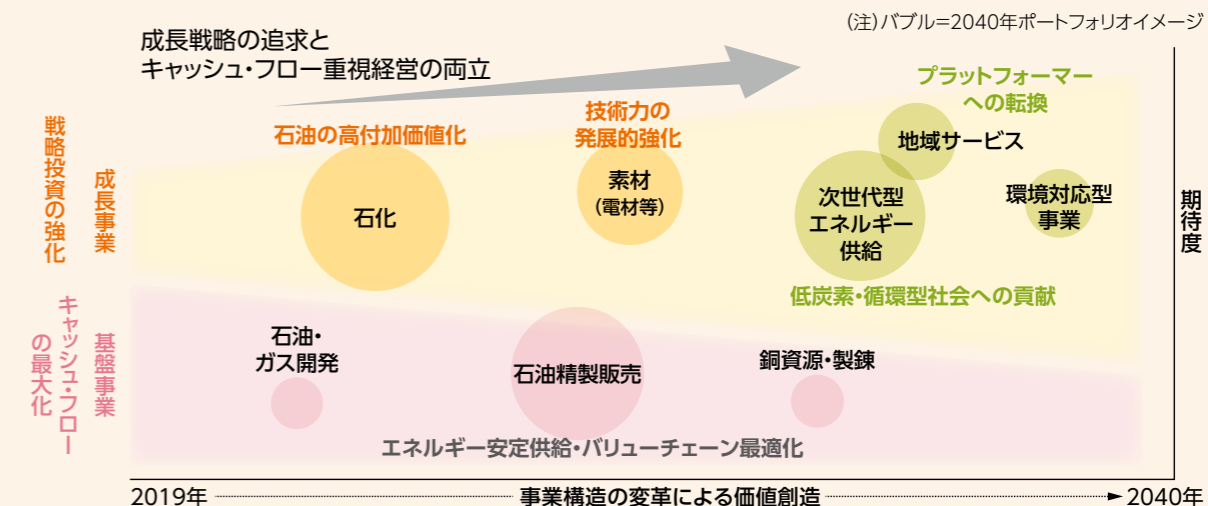 (注)バブル=2040年ポートフォリオイメージ
成長戦略の追求と
キャッシュ・フロー重視経営の両立
プラットフォーマー
への転換
技術力の
発展的強化
石油の高付加価値化
戦略投資の強化
成長事業
石化
素材
(電材等)
地域サービス
次世代型
エネルギー
供給
環境対応型
事業
期待度
低炭素・循環型社会への貢献
キャッシュ・フロー
の最大化
基盤事業
石油・
ガス開発
石油精製販売
銅資源・製錬
エネルギー安定供給・バリューチェーン最適化
2019年
事業構造の変革による価値創造
2040年